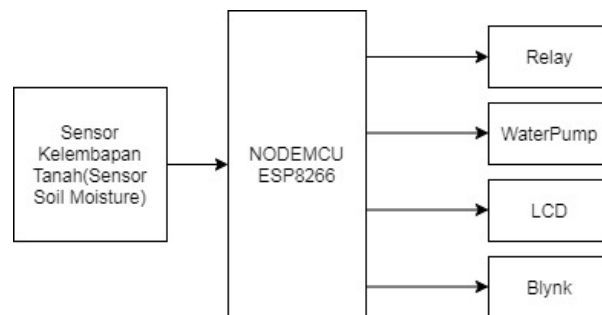 Sensor
Kelembapan
Tanah(Sensor
Soil Moisture)
NODEMCU
ESP8266
Relay
WaterPump
LCD
Blynk